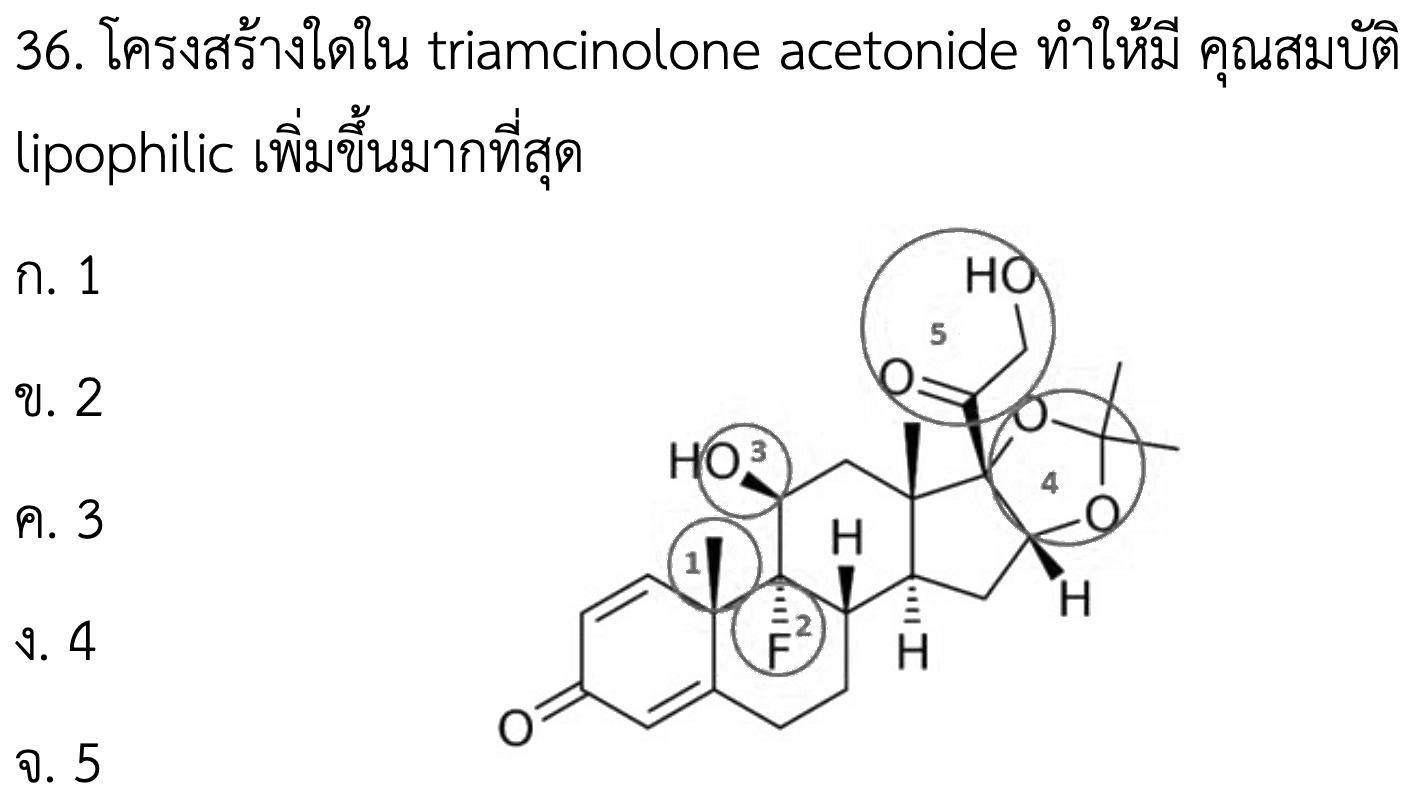 36. โครงสร้างใดใน triamcinolone acetonide ทำให้มี คุณสมบัติ
lipophilic เพิ่มขึ้นมากที่สุด
ก. 1
ข. 2
ค. 3
ง. 4
จ. 5
HO
5
O
O
HO
3
4
O
H
1
H
2
F
H
O